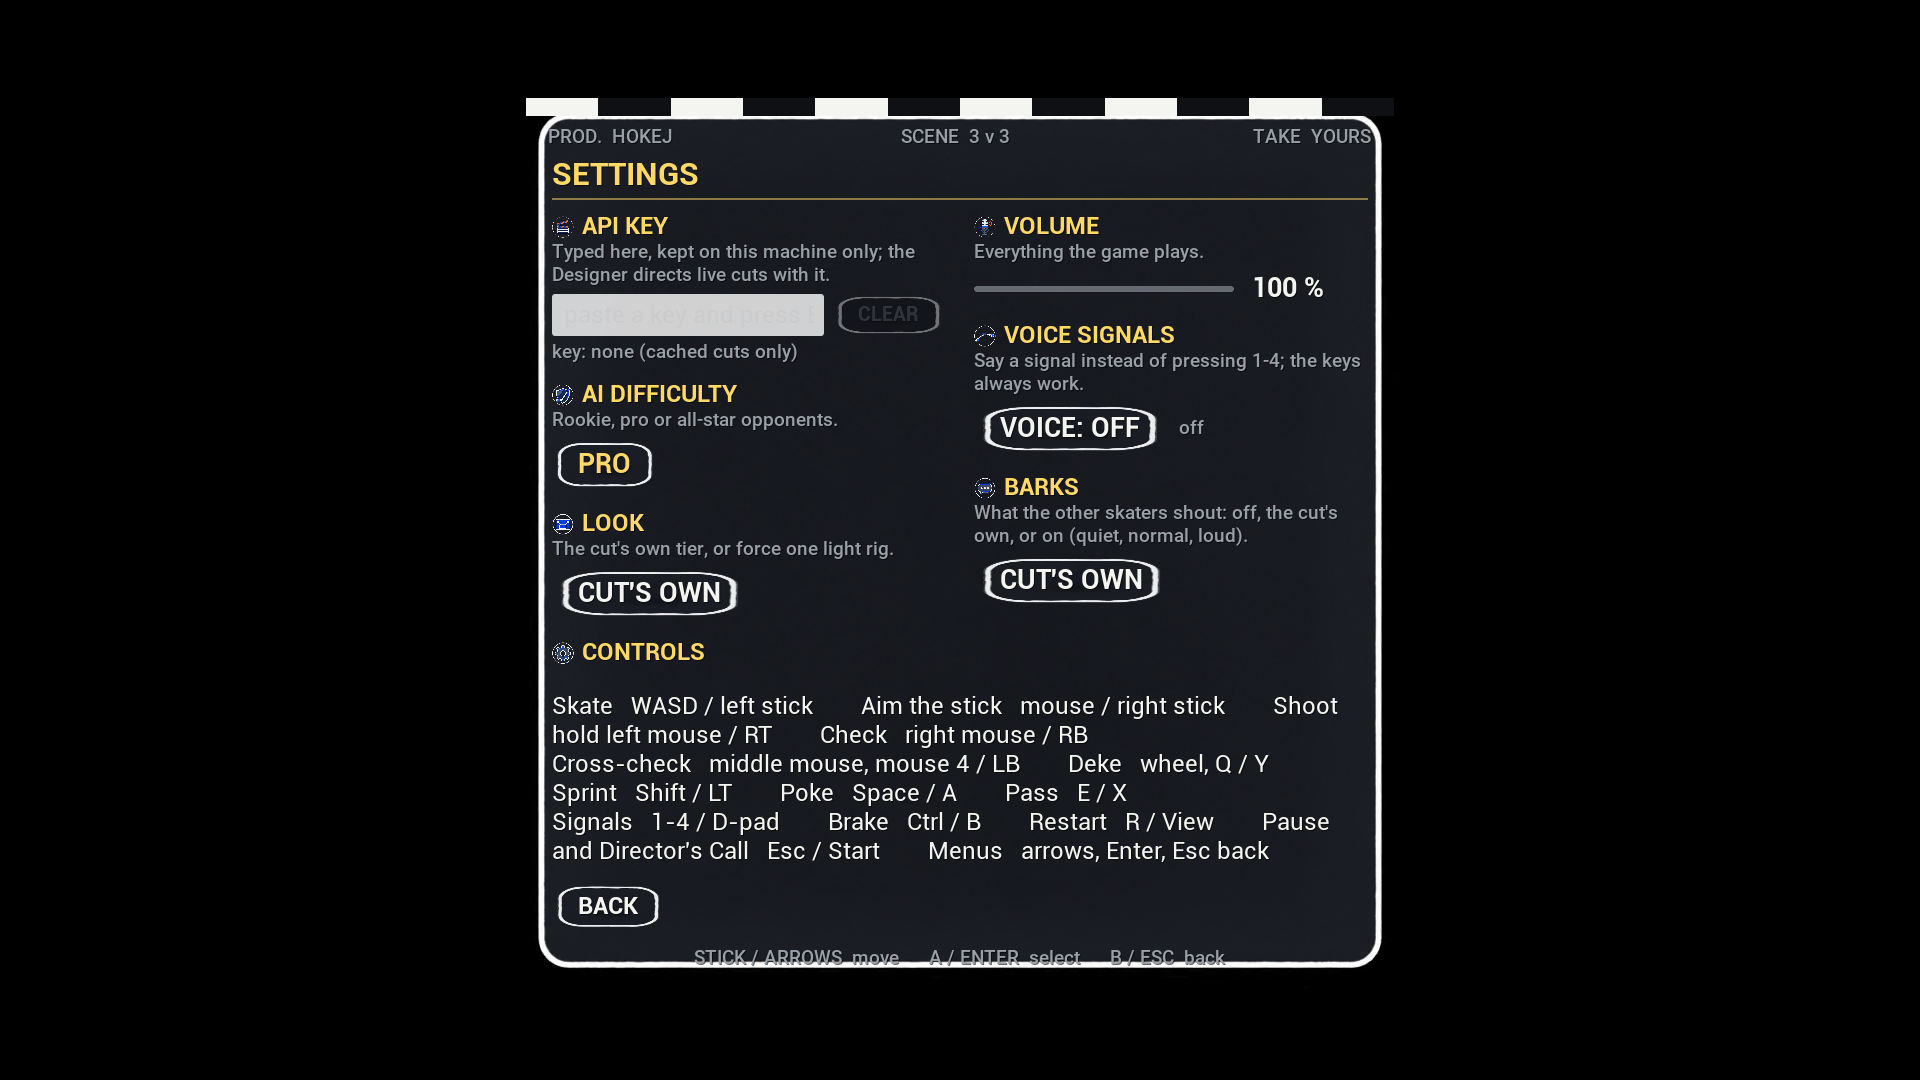 PROD. HOKEJ
SCENE 3 v 3
TAKE YOURS
SETTINGS
API KEY
Typed here, kept on this machine only; the
Designer directs live cuts with it.
paste a key and press
CLEAR
key: none (cached cuts only)
AI DIFFICULTY
Rookie, pro or all-star opponents.
PRO
LOOK
The cut's own tier, or force one light rig.
CUT'S OWN
VOLUME
Everything the game plays.
100 %
VOICE SIGNALS
Say a signal instead of pressing 1-4; the keys
always work.
VOICE: OFF
off
BARKS
What the other skaters shout: off, the cut's
own, or on (quiet, normal, loud).
CUT'S OWN
CONTROLS
Skate WASD / left stick Aim the stick mouse / right stick Shoot
hold left mouse / RT Check right mouse / RB
Cross-check middle mouse, mouse 4 / LB Deke wheel, Q / Y
Sprint Shift / LT Poke Space / A Pass E / X
Signals 1-4 / D-pad Brake Ctrl / B Restart R / View Pause
and Director's Call Esc / Start Menus arrows, Enter, Esc back
BACK
STICK / ARROWS move A / ENTER select B / ESC back